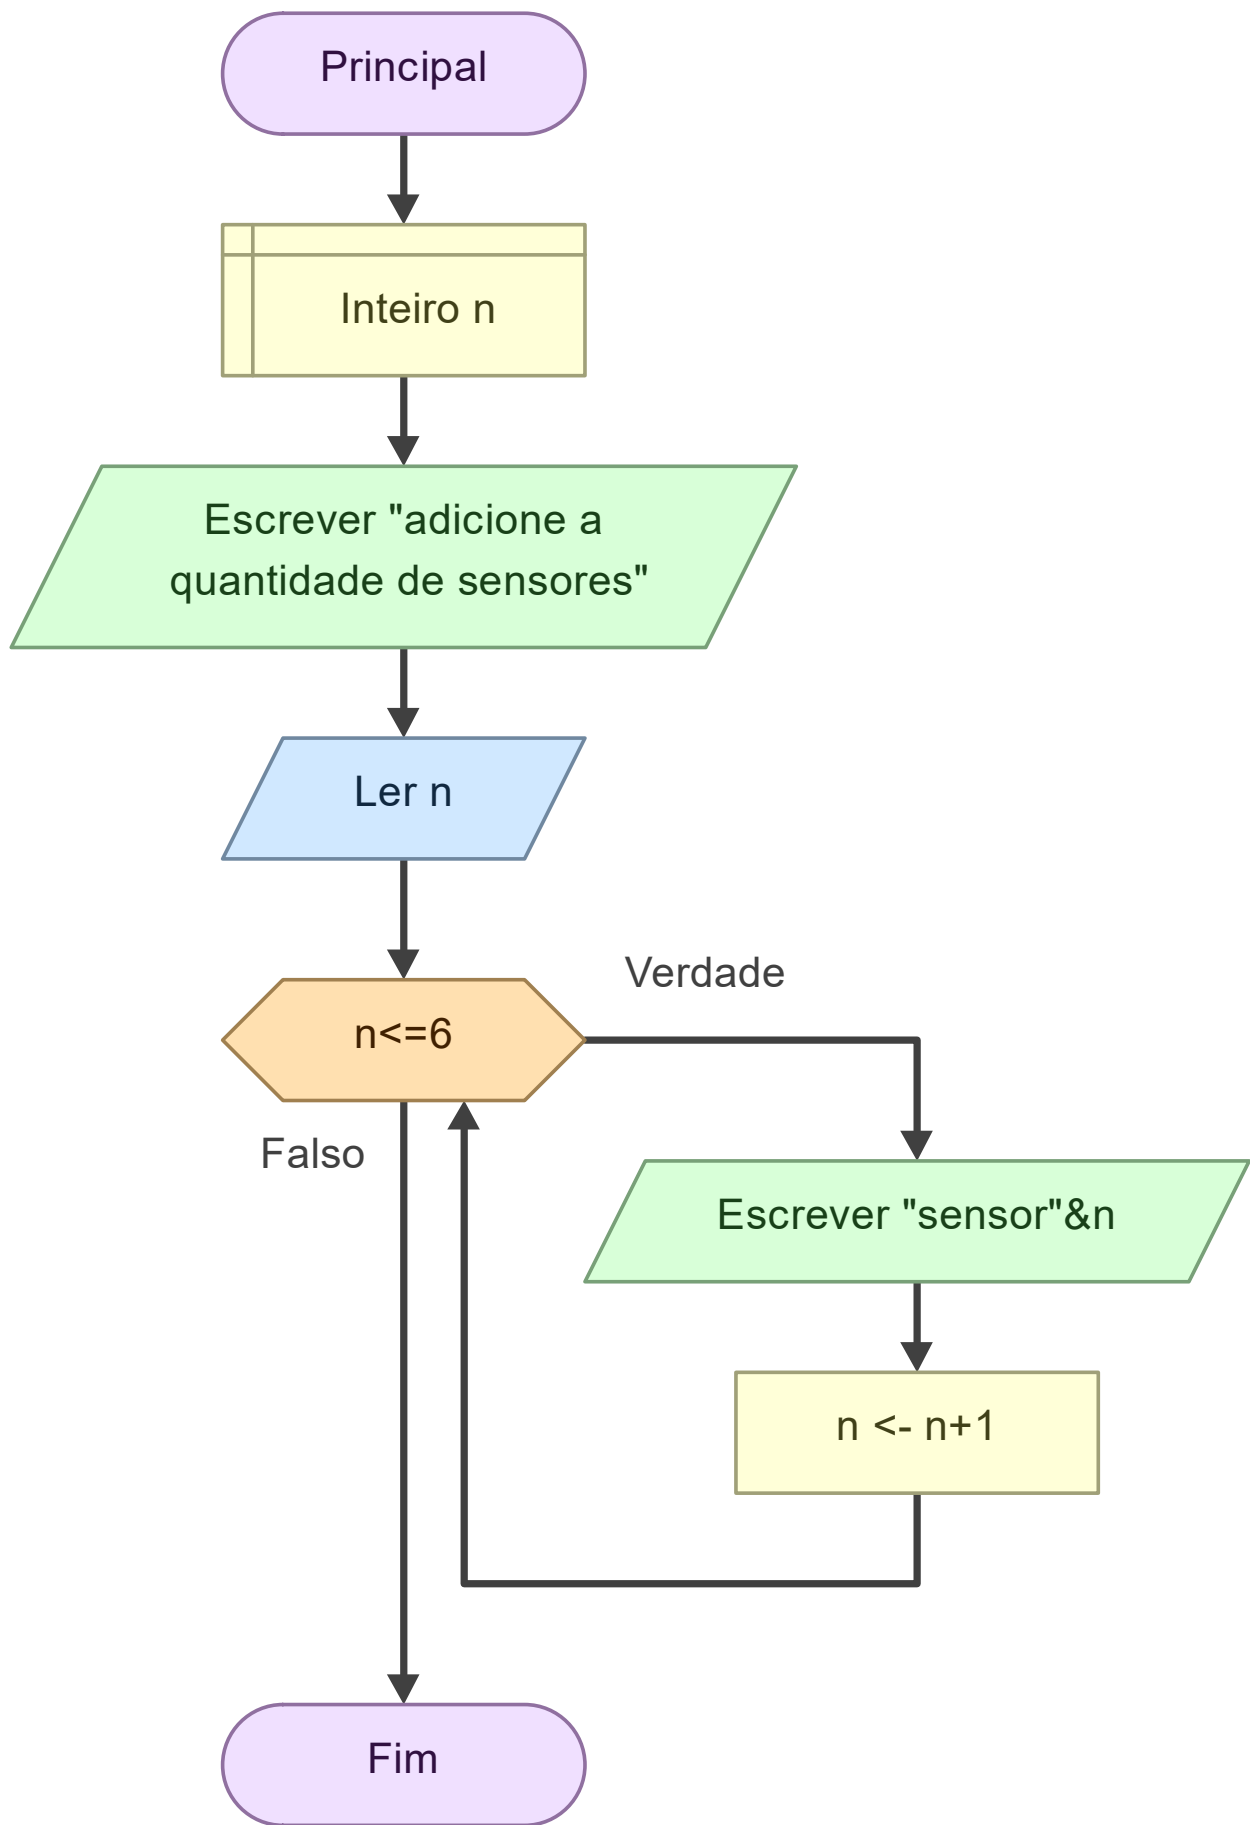 Principal
Inteiro n
Escrever "adicione a
quantidade de sensores"
Ler n
n<=6
Verdade
Falso
Escrever "sensor"&n
n <- n+1
Fim